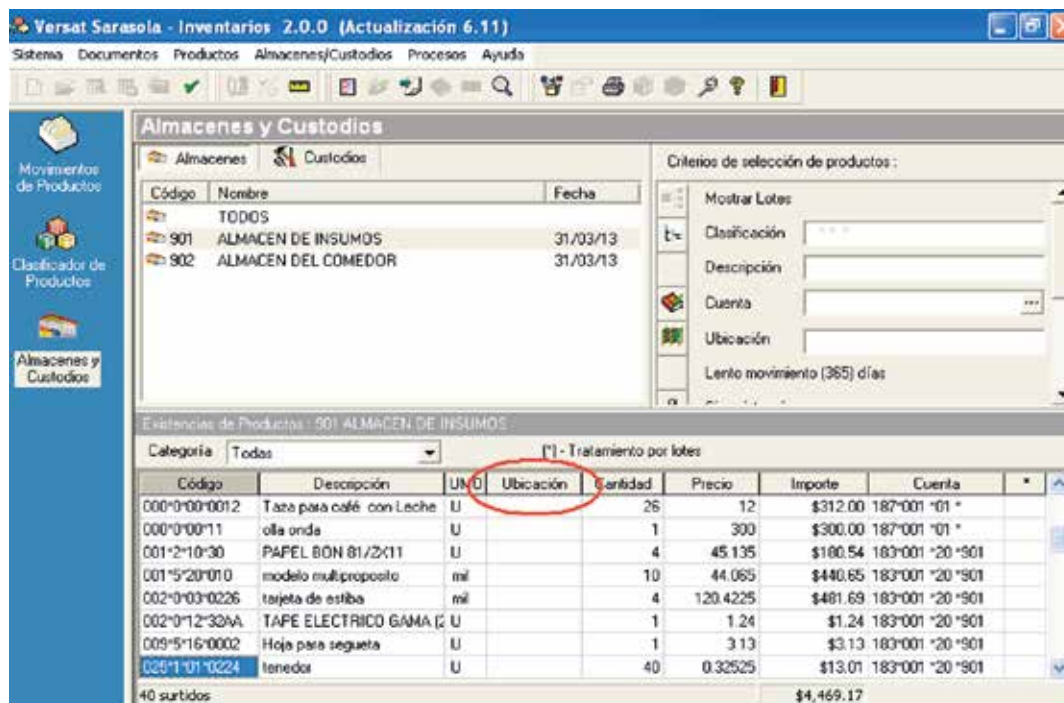 Versat Sarasola - Inventarios 2.0.0 (Actualización 6.11)
Sistema Documentos Productos Almacenes/Custodios Procesos Ayuda
Movimientos
de Productos
Clasificador de
Productos
Almacenes y
Custodios
Almacenes y Custodios
Almacenes Custodios
Código Nombre Fecha
TODOS
901 ALMACEN DE INSUMOS 31/03/13
902 ALMACEN DEL COMEDOR 31/03/13
Criterios de selección de productos :
Mostrar Lotes
Clasificación
Descripción
Cuenta ...
Ubicación
Lento movimiento (365) días
Existencias de Productos : 901 ALMACEN DE INSUMOS
Categoría Todas (*) - Tratamiento por lotes
Código Descripción UM Ubicación Cantidad Precio Importe Cuenta *
000*0*00*0012 Taza para café con Leche U 26 12 $312.00 187*001 *01 *
000*0*00*11 olla onda U 1 300 $300.00 187*001 *01 *
001*2*10*30 PAPEL BON 81/2X11 U 4 45.135 $180.54 183*001 *20 *901
001*5*20*010 modelo multiproposito mil 10 44.065 $440.65 183*001 *20 *901
002*0*03*0226 tarjeta de estiba mil 4 120.4225 $481.69 183*001 *20 *901
002*0*12*32AA TAPE ELECTRICO GAMA (2 U 1 1.24 $1.24 183*001 *20 *901
009*5*16*0002 Hoja para segueta U 1 3.13 $3.13 183*001 *20 *901
025*1*01*0224 tenedor U 40 0.32525 $13.01 183*001 *20 *901
40 surtidos $4,469.17